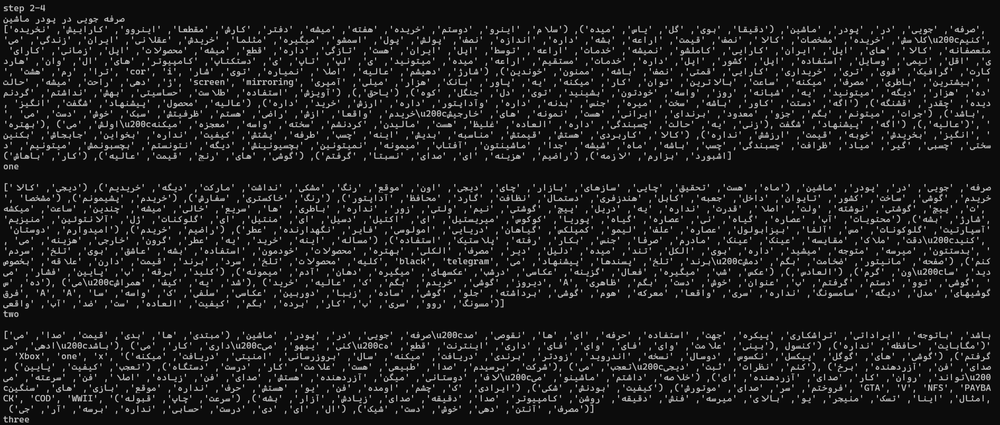 step 2-4
صرفه جویی در پودر ماشین
['صرفه', 'جویی', 'در', 'پودر', 'ماشین', ('دقیقا', 'بوی', 'گل', 'یاس', 'میده'), ('سلام', 'اینرو', 'دوستم', 'خریده', 'هفته', 'میشه', 'دفتر', 'کارش', 'مقطعا', 'اینروو', 'کاراییش', 'نخریده',
'کلاسش\u200cکنیم', 'خریده', 'مشخصات', 'کالا', 'نصف', 'قیمت', 'اراعه', 'بشه', 'داره', 'اندازه', 'نصف', 'پولش', 'پول', 'اسمشو', 'میگیره', 'مثلما', 'خریدش', 'عقلانی', 'ایران', 'زندگی', 'می',
'متعصفانه', 'کالا', 'های', 'اپل', 'ایران', 'کارایی', 'کاملشو', 'نمیشه', 'خدمات', 'اراعه', 'توسط', 'اپل', 'ایران', 'هست', 'تازگی', 'داره', 'قطع', 'میشه', 'محصولات', 'اپل', 'زمانی', 'کارای',
'ی', 'اقل', 'نیمی', 'وسایل', 'استفاده', 'اپل', 'کشور', 'اپل', 'داره', 'خدمات', 'مستقیم', 'اراعه', 'میده', 'میتونید', 'ی', 'لپ', 'تاپ', 'ی', 'دستکتاپ', 'کامپیوتر', 'های', 'ال', 'وان', 'هارد
کارت', 'گرافیک', 'قوی', 'تری', 'خریداری', 'کارایی', 'قمتی', 'نصف', 'باشه', 'ممنون', 'خوندین'), ('شارژ', 'دهیشم', 'عالیه', 'اصلا', 'نمیاره', 'توی', 'شار', 'i', 'cor', 'ترا', 'رم', 'هشت',
'بیشترین', 'باطری', 'مصرف', 'میکنه', 'ساعت', 'بالاترین', 'توان', 'کار', 'میکنه', 'یه', 'پاور', 'بانک', 'هزار', 'میلی', 'آمپری', 'screen', 'mirroring', 'ژ', 'دهی', 'راحت', 'میشه', 'حالت
ده', 'هزار', 'دیگه', 'میتونید', 'یه', 'شبانه', 'روز', 'واسه', 'خودتون', 'بشینید', 'توی', 'دل', 'جنگل', 'کوه'), ('یاحق',), ('آویزش', 'استفاده', 'طلاست', 'حساسیتی', 'بهش', 'نداشتم', 'گردنم
دیده', 'چقدر', 'قشنگه'), ('اگه', 'دستت', 'کاور', 'باشه', 'سخت', 'میره', 'جنس', 'بدنه', 'داره', 'وآداپتور', 'داره', 'ارزش', 'خرید', 'داره'), ('عالیه', 'محصول', 'پیشنهاد', 'شگفت', 'انگیز',
'باشد'), ('جرات', 'میتونم', 'بگم', 'جزو', 'معدود', 'برندای', 'ایرانی', 'هست', 'نمونه', 'های', 'خارجیش\u200cخریدم', 'واقعا', 'ازش', 'راضی', 'هستم', 'ظرفیتش', 'سبک', 'خوش', 'دست', 'می',
'عالیه',), ('اگه', 'پیشنهاد', 'شگفت', ('زنی', 'یه', 'حالت', 'چسبندگی', 'داره', 'العاده', 'غلیظ', 'هست', 'مالیدن', 'کردنشم', 'سخته', 'واسه', 'معجزه', 'میکنه\u200cاولش', 'می'), ('بهتره',
'انگیز', 'بخریدش', 'خوبه', 'قیمت', 'ارزشش', 'نداره'), ('کالا', 'کاربردی', 'هستش', 'قیمتش', 'مناسبه', 'بدیش', 'اینه', 'چسب', 'طرفه', 'پشتش', 'کیفیت', 'نداره', 'بخواین', 'جابجاش', 'بکنین
سختی', 'چسبی', 'گیر', 'میاد', 'ظرافت', 'چسبندگی', 'چسب', 'باشه', 'ماه', 'شیشه', 'جدا', 'ماشینتون', 'آفتاب', 'میمونه', 'نمیتونین', 'بچسبونینش', 'دیگه', 'نتونستم', 'بچسبونمش', 'میتونیم', 'د
اشبورد', 'بزارم', 'لازمه'), ('راضیم', 'هزینه', 'ای', 'صدای', 'نسبتا', 'گرفتم'), ('گوشی', 'های', 'رنج', 'قیمت', 'عالیه'), ('کار', 'باهاش')]
one
['صرفه', 'جویی', 'در', 'پودر', 'ماشین', ('ماه', 'هست', 'تحقیق', 'چایی', 'سازهای', 'بازار', 'چای', 'دیجی', 'اون', 'موقع', 'رنگ', 'مشکی', 'نداشت', 'مارکت', 'دیگه', 'خریدیم'), ('دیجی', 'کالا',
'خریدم', 'گوشی', 'ساخت', 'کشور', 'تایوان', 'داخل', 'جعبه', 'کابل', 'هندزفری', 'دستمال', 'نظافت', 'گارد', 'محافظ', 'آداپتور'), ('رنگ', 'خاکستری', 'سفارش'), ('خریدم', 'پشیمونم'), ('مشخصا
ت', 'پیچ', 'گوشتی', 'نوشته', 'ولت', 'اصلا', 'قدرت', 'نداره', 'یه', 'دریل', 'پیچ', 'گوشتی', 'نیم', 'ولتی', 'زور', 'نداره', 'باطری', 'ها', 'سریع', 'خالی', 'میشه', 'چندین', 'ساعت', 'میکشه
شارژ', 'بشه'), ('محتویات', 'آب', 'عصاره', 'گیاه', 'نی', 'عصاره', 'گیاه', 'پوریا', 'کوکوس', 'میریستیل', 'ای', 'اکتیل', 'دسیل', 'ای', 'منتیل', 'ای', 'گلوکنات', 'ژل', 'آلانتوئین', 'منیزیم'
'آسپارتیت', 'گلوکونات', 'مس', 'آلفا', 'بیزابولول', 'عصاره', 'علف', 'لیمو', 'کمپلکس', 'گیاهان', 'دریایی', 'امولوسی', 'فایر', 'نگهدارنده', 'عطر'), ('راضیم', 'خریدم'), ('امیدوارم', 'دوستان'
'دقت\u200cکنید', 'ملاک', 'مقایسه', 'عینک', 'عینک', 'مادرم', 'صرفا', 'جنس', 'بکار', 'رفته', 'پلاستیک', 'استفاده'), ('مساله', 'اینه', 'خرید', 'یه', 'عطر', 'گرون', 'خارجی', 'هزینه', 'می',
'بدستتون', 'میرسه', 'متوجه', 'میشید', 'داره', 'بوی', 'الکل', 'تند', 'میده', 'دلیل', 'دیر', 'مصرف', 'الکلی', 'بهتره', 'محصولات', 'خودمون', 'استفاده', 'بشه', 'عاشق', 'بوی', 'تلخ', 'سردم'
کنم'), ('صفحه', 'مانیتور', 'ضخامت', 'بگم', 'دمش\u200cبرند', 'تلخ', 'پسندها', 'پیشنهاد', 'می', 'black', 'telegram', 'کلیه', 'محصولات', 'تلخ', 'سرد', 'برند', 'قیمت', 'دارن', 'علاقه', 'بخصوص
دید', 'سا\u200cون', 'گرم'), ('العادس',), ('عکس', 'شب', 'میگیره', 'فعال', 'گزینه', 'عکاسی', 'درشب', 'عکسهای', 'میگیره', 'دهان', 'آدم', 'میمونه'), ('کلید', 'برقه', 'ب', 'پایین', 'فشار', 'می
'گوشی', 'توو', 'دستم', 'گرفتم', 'ب', 'عنوان', 'خوش', 'دست', 'بگم', 'ظاهری', 'A', 'دیروز', 'گوشی', 'خریدم', 'بگم', 'ک', 'عالیه', 'خرید'), ('شد', 'یه', 'کیف', 'همراش\u200cمی'), ('ده', 'س
گوشیهای', 'مدل', 'دیگه', 'سامسونگ', 'نداره', 'سری', 'واقعا', 'معرکه', 'هوم', 'گوشی', 'برداشته', 'جلو', 'گوشی', 'ساده', 'زیبا', 'دوربین', 'عکاسی', 'سلفی', 'ک', 'واسه', 'سا', 'A', 'A', 'فرق
مسونگ', 'روو', 'سری', 'ب', 'کار', 'برده', 'بگم', 'کیفیت', 'العاده', 'ست', 'ضد', 'آب', 'واقعی')]
two
['صرفه', 'جویی', 'در', 'پودر', 'ماشین', ('مبتدی', 'ها', 'بدی', 'قیمت', 'صدا', 'می\u200cباشد', 'باتوجه', 'ایراداتی', 'تراشکاری', 'پیکره', 'جهت', 'استفاده', 'حرفه', 'ای', 'ها', 'نقوصی', 'صد
ادهی', 'می\u200cباشد'), ('مگابایت', 'حافظه', 'نداره'), ('کنسول', ('بینی', 'علامت', 'وای', 'فای', 'وای', 'فای', 'داری', 'اینترنت', 'قطع', 'ه\u200cکنی', 'ییهو', 'می\u200cداری', 'کار', 'می'),
'Xbox', 'one', 'x', 'گرفتم'), ('گوشی', 'های', 'گوگل', 'پیکسل', 'نکسوس', 'دوسال', 'نسخه', 'اندروید', 'زودتر', 'برندی', 'دریافت', 'میکنه', 'سال', 'بروزرسانی', 'امنیتی', 'دریافت', 'میکنه'),
'صدای', 'فن', 'آزردهنده', 'برخ'), ('کنم', 'نظرات', 'ثبت', 'دیجی\u200cتعجب', 'می'), ('شرکت', 'پرسیدم', 'صدا', 'طبیعی', 'هست', 'علامت', 'کار', 'درست', 'دستگاه'), ('تعجب', 'کیفیت', 'پایین'),
تواند', 'روان', 'کار', 'صدای', 'آزردهنده', 'ای'), ('خلاصه', 'داشتم', 'ماشینو', 'می\u200cلاف', 'دوستانی', 'میگن', 'آزردهنده', 'هستش', 'صدای', 'فن', 'زیاده', 'اصلا', 'فن', 'سرعته', 'می\u200
c', 'فروختم', 'سر', 'صدای', 'موتورش'), ('کیفیت', 'بودنش', 'شکی'), ('ایرادی', 'ک', 'چشم', 'اومده', 'فن', 'یو', 'هستش', 'حرف', 'نداره', 'موقع', 'بازی', 'های', 'سنگین', 'GTA', 'V', 'NFS', 'PAYBA
CK', 'COD', 'WWII', 'امثال', 'اینا', 'تسک', 'منیجر', 'یو', 'بالای', 'میرسه', 'فنش', 'دقیقه', 'روشن', 'کامپیوتر', 'صدا', 'دقیقه', 'صدای', 'زیادش', 'آزار', 'بشه'), ('سرعت', 'چاپ', 'قبوله'),
('مصرف', 'آنتن', 'دهی', 'خوش', 'دست', 'شیک'), ('ال', 'ای', 'دی', 'درست', 'حسابی', 'نداره', 'برسه', 'آر', 'جی')]
three